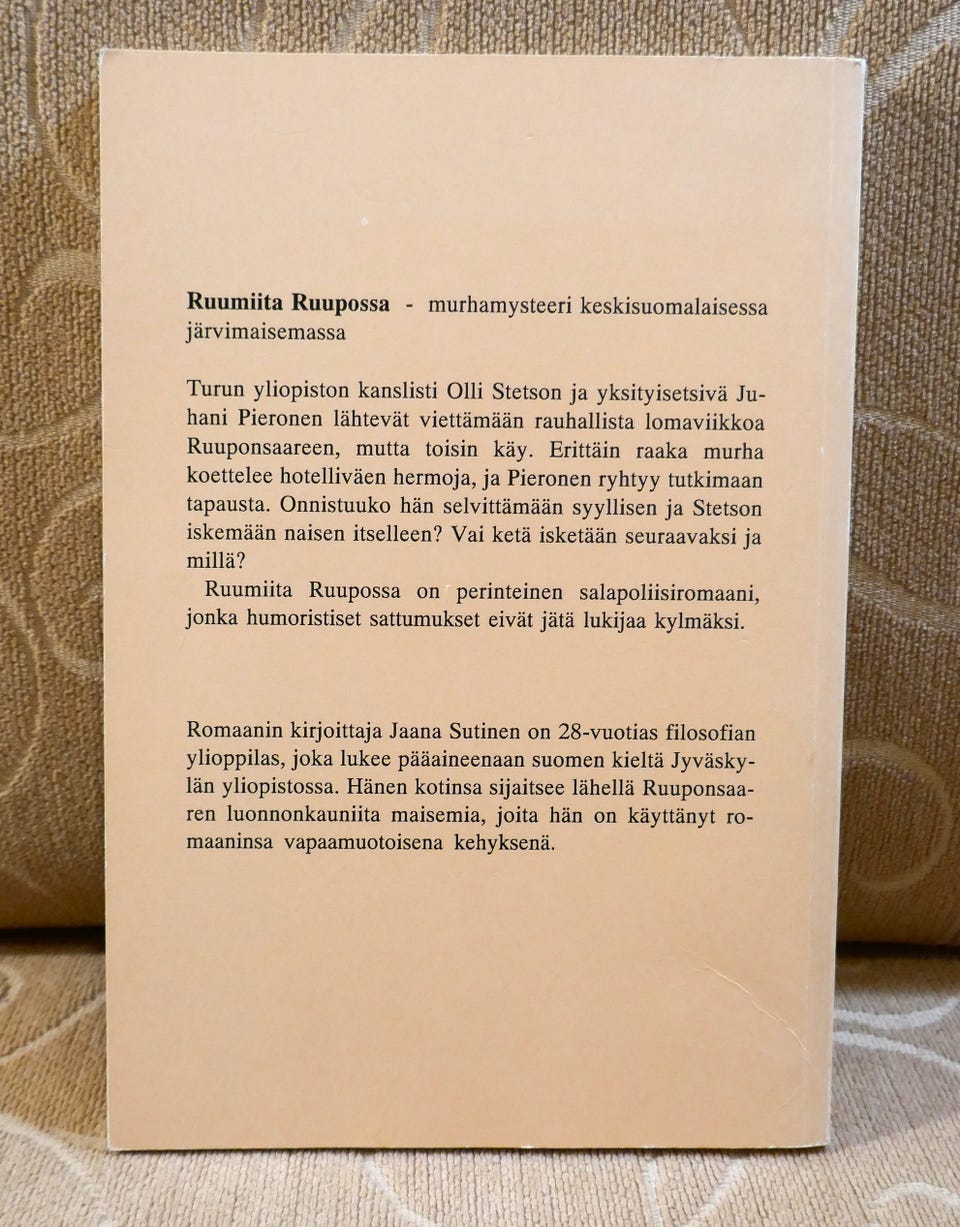 Ruumiita Ruupossa - murhamysteeri keskisuomalaisessa
järvimaisemassa
Turun yliopiston kanslisti Olli Stetson ja yksityisetsivä Ju-
hani Pieronen lähtevät viettämään rauhallista lomaviikkoa
Ruuponsaareen, mutta toisin käy. Erittäin raaka murha
koettelee hotelliväen hermoja, ja Pieronen ryhtyy tutkimaan
tapausta. Onnistuuko hän selvittämään syyllisen ja Stetson
iskemään naisen itselleen? Vai ketä isketään seuraavaksi ja
millä?
Ruumiita Ruupossa on perinteinen salapoliisiromaani,
jonka humoristiset sattumukset eivät jätä lukijaa kylmäksi.
Romaanin kirjoittaja Jaana Sutinen on 28-vuotias filosofian
ylioppilas, joka lukee pääaineenaan suomen kieltä Jyväsky-
län yliopistossa. Hänen kotinsa sijaitsee lähellä Ruuponsaa-
ren luonnonkauniita maisemia, joita hän on käyttänyt ro-
maaninsa vapaamuotoisena kehyksenä.